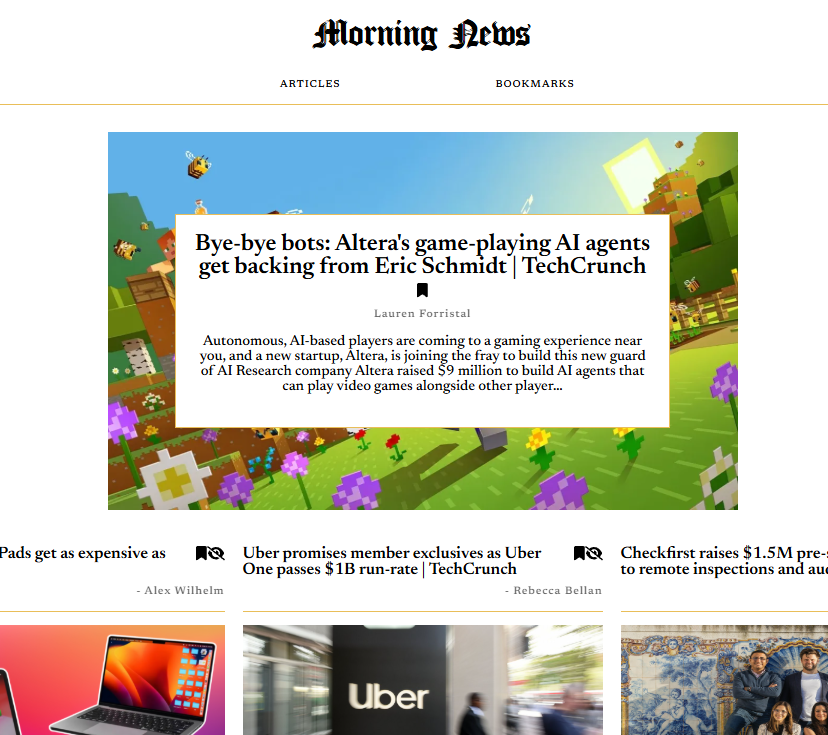 Morning News
ARTICLES
BOOKMARKS
Bye-bye bots: Altera's game-playing AI agents
get backing from Eric Schmidt | TechCrunch
Lauren Forristal
Autonomous, AI-based players are coming to a gaming experience near
you, and a new startup, Altera, is joining the fray to build this new guard
of AI Research company Altera raised $9 million to build AI agents that
can play video games alongside other player...
Pads get as expensive as
- Alex Wilhelm
Uber promises member exclusives as Uber
One passes $1B run-rate | TechCrunch
- Rebecca Bellan
Checkfirst raises $1.5M pre-
to remote inspections and
Uber